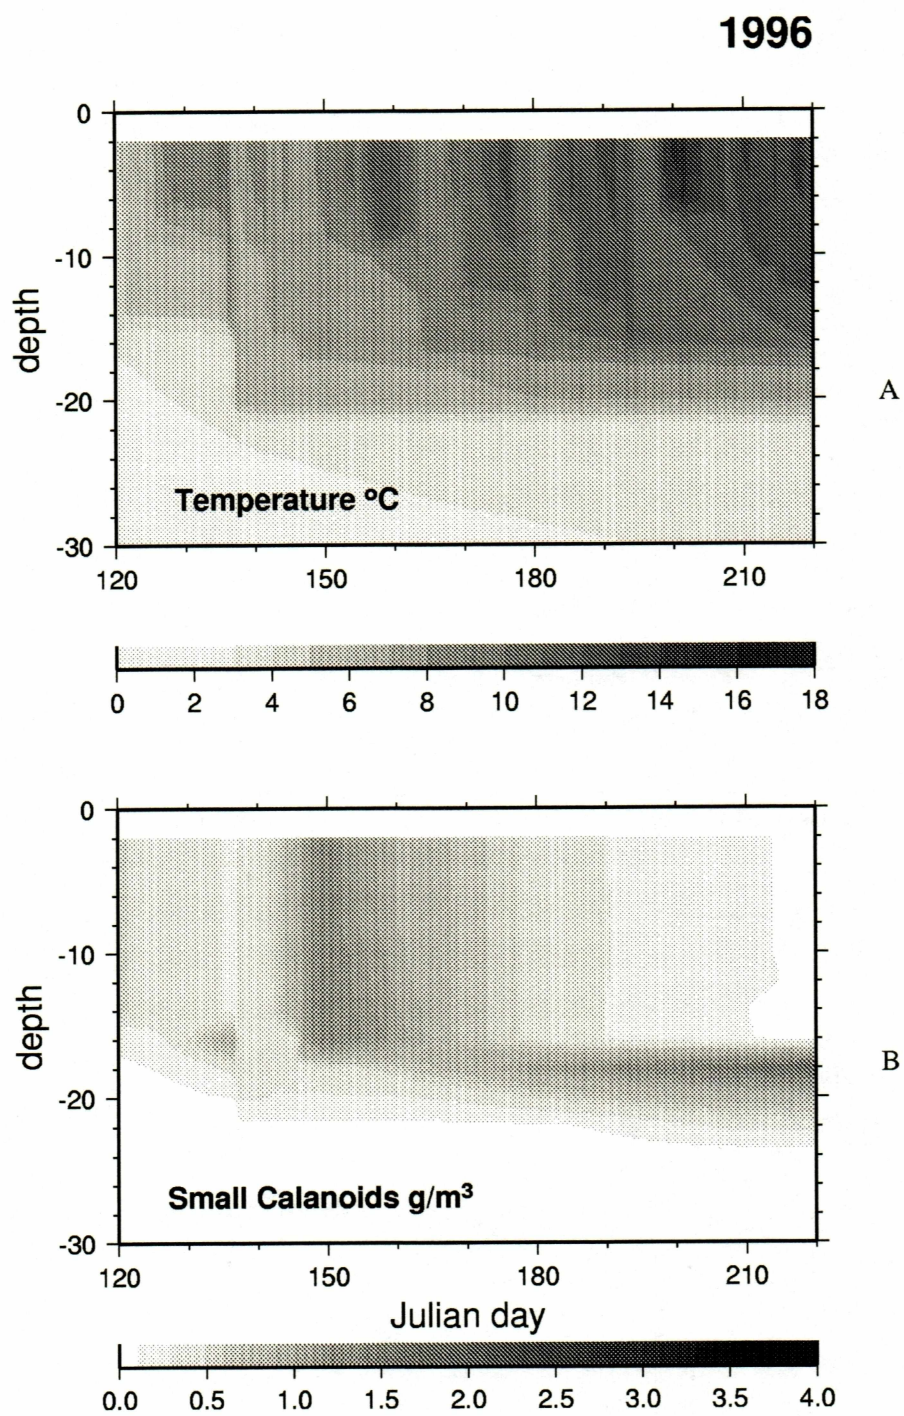 1996
0
-10
-20
-30
depth
A
Temperature ºC
120 150 180 210
0 2 4 6 8 10 12 14 16 18
0
-10
-20
-30
depth
B
Small Calanoids g/m³
120 150 180 210
Julian day
0.0 0.5 1.0 1.5 2.0 2.5 3.0 3.5 4.0